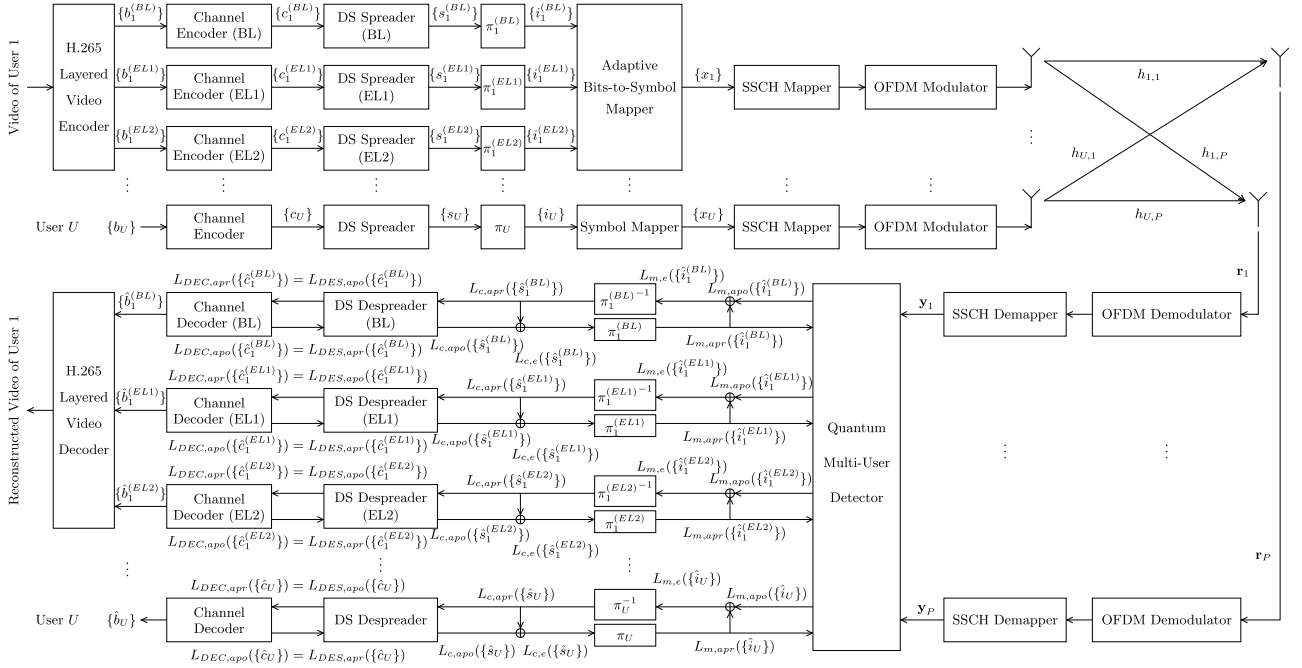 Video of User 1
H.265
Layered
Video
Encoder
{b_1^{(BL)}}
Channel
Encoder (BL)
{c_1^{(BL)}}
DS Spreader
(BL)
{s_1^{(BL)}}
π_1^{(BL)}
{i_1^{(BL)}}
{b_1^{(EL1)}}
Channel
Encoder (EL1)
{c_1^{(EL1)}}
DS Spreader
(EL1)
{s_1^{(EL1)}}
π_1^{(EL1)}
{i_1^{(EL1)}}
{b_1^{(EL2)}}
Channel
Encoder (EL2)
{c_1^{(EL2)}}
DS Spreader
(EL2)
{s_1^{(EL2)}}
π_1^{(EL2)}
{i_1^{(EL2)}}
Adaptive
Bits-to-Symbol
Mapper
{x_1}
SSCH Mapper
OFDM Modulator
h_{1,1}
h_{U,1}
h_{1,P}
h_{U,P}
User U
{b_U}
Channel
Encoder
{c_U}
DS Spreader
{s_U}
π_U
{i_U}
Symbol Mapper
{x_U}
SSCH Mapper
OFDM Modulator
Reconstructed Video of User 1
H.265
Layered
Video
Decoder
{b̂_1^{(BL)}}
L_{DEC,apr}({ĉ_1^{(BL)}}) = L_{DES,apo}({ĉ_1^{(BL)}})
Channel
Decoder (BL)
DS Despreader
(BL)
L_{DEC,apo}({ĉ_1^{(BL)}}) = L_{DES,apr}({ĉ_1^{(BL)}})
L_{c,apr}({ŝ_1^{(BL)}})
L_{c,apo}({ŝ_1^{(BL)}})
L_{c,e}({ŝ_1^{(BL)}})
π_1^{(BL)^{-1}}
π_1^{(BL)}
L_{m,e}({î_1^{(BL)}})
L_{m,apo}({î_1^{(BL)}})
L_{m,apr}({î_1^{(BL)}})
{b̂_1^{(EL1)}}
L_{DEC,apr}({ĉ_1^{(EL1)}}) = L_{DES,apo}({ĉ_1^{(EL1)}})
Channel
Decoder (EL1)
DS Despreader
(EL1)
L_{DEC,apo}({ĉ_1^{(EL1)}}) = L_{DES,apr}({ĉ_1^{(EL1)}})
L_{c,apr}({ŝ_1^{(EL1)}})
L_{c,apo}({ŝ_1^{(EL1)}})
L_{c,e}({ŝ_1^{(EL1)}})
π_1^{(EL1)^{-1}}
π_1^{(EL1)}
L_{m,e}({î_1^{(EL1)}})
L_{m,apo}({î_1^{(EL1)}})
L_{m,apr}({î_1^{(EL1)}})
{b̂_1^{(EL2)}}
L_{DEC,apr}({ĉ_1^{(EL2)}}) = L_{DES,apo}({ĉ_1^{(EL2)}})
Channel
Decoder (EL2)
DS Despreader
(EL2)
L_{DEC,apo}({ĉ_1^{(EL2)}}) = L_{DES,apr}({ĉ_1^{(EL2)}})
L_{c,apr}({ŝ_1^{(EL2)}})
L_{c,apo}({ŝ_1^{(EL2)}})
L_{c,e}({ŝ_1^{(EL2)}})
π_1^{(EL2)^{-1}}
π_1^{(EL2)}
L_{m,e}({î_1^{(EL2)}})
L_{m,apo}({î_1^{(EL2)}})
L_{m,apr}({î_1^{(EL2)}})
User U
{b̂_U}
L_{DEC,apr}({ĉ_U}) = L_{DES,apo}({ĉ_U})
Channel
Decoder
DS Despreader
L_{DEC,apo}({ĉ_U}) = L_{DES,apr}({ĉ_U})
L_{c,apr}({ŝ_U})
L_{c,apo}({ŝ_U})
L_{c,e}({ŝ_U})
π_U^{-1}
π_U
L_{m,e}({î_U})
L_{m,apo}({î_U})
L_{m,apr}({î_U})
Quantum
Multi-User
Detector
y_1
SSCH Demapper
OFDM Demodulator
r_1
y_P
SSCH Demapper
OFDM Demodulator
r_P